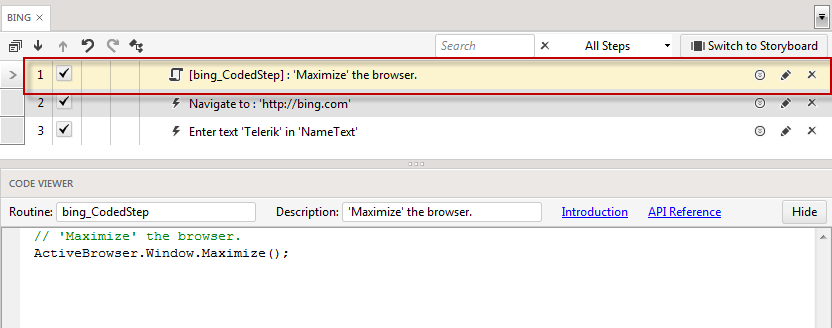 BING
Search All Steps Switch to Storyboard
1 [bing_CodedStep] : 'Maximize' the browser.
2 Navigate to : 'http://bing.com'
3 Enter text 'Telerik' in 'NameText'
CODE VIEWER
Routine: bing_CodedStep Description: 'Maximize' the browser. Introduction API Reference Hide
// 'Maximize' the browser.
ActiveBrowser.Window.Maximize();